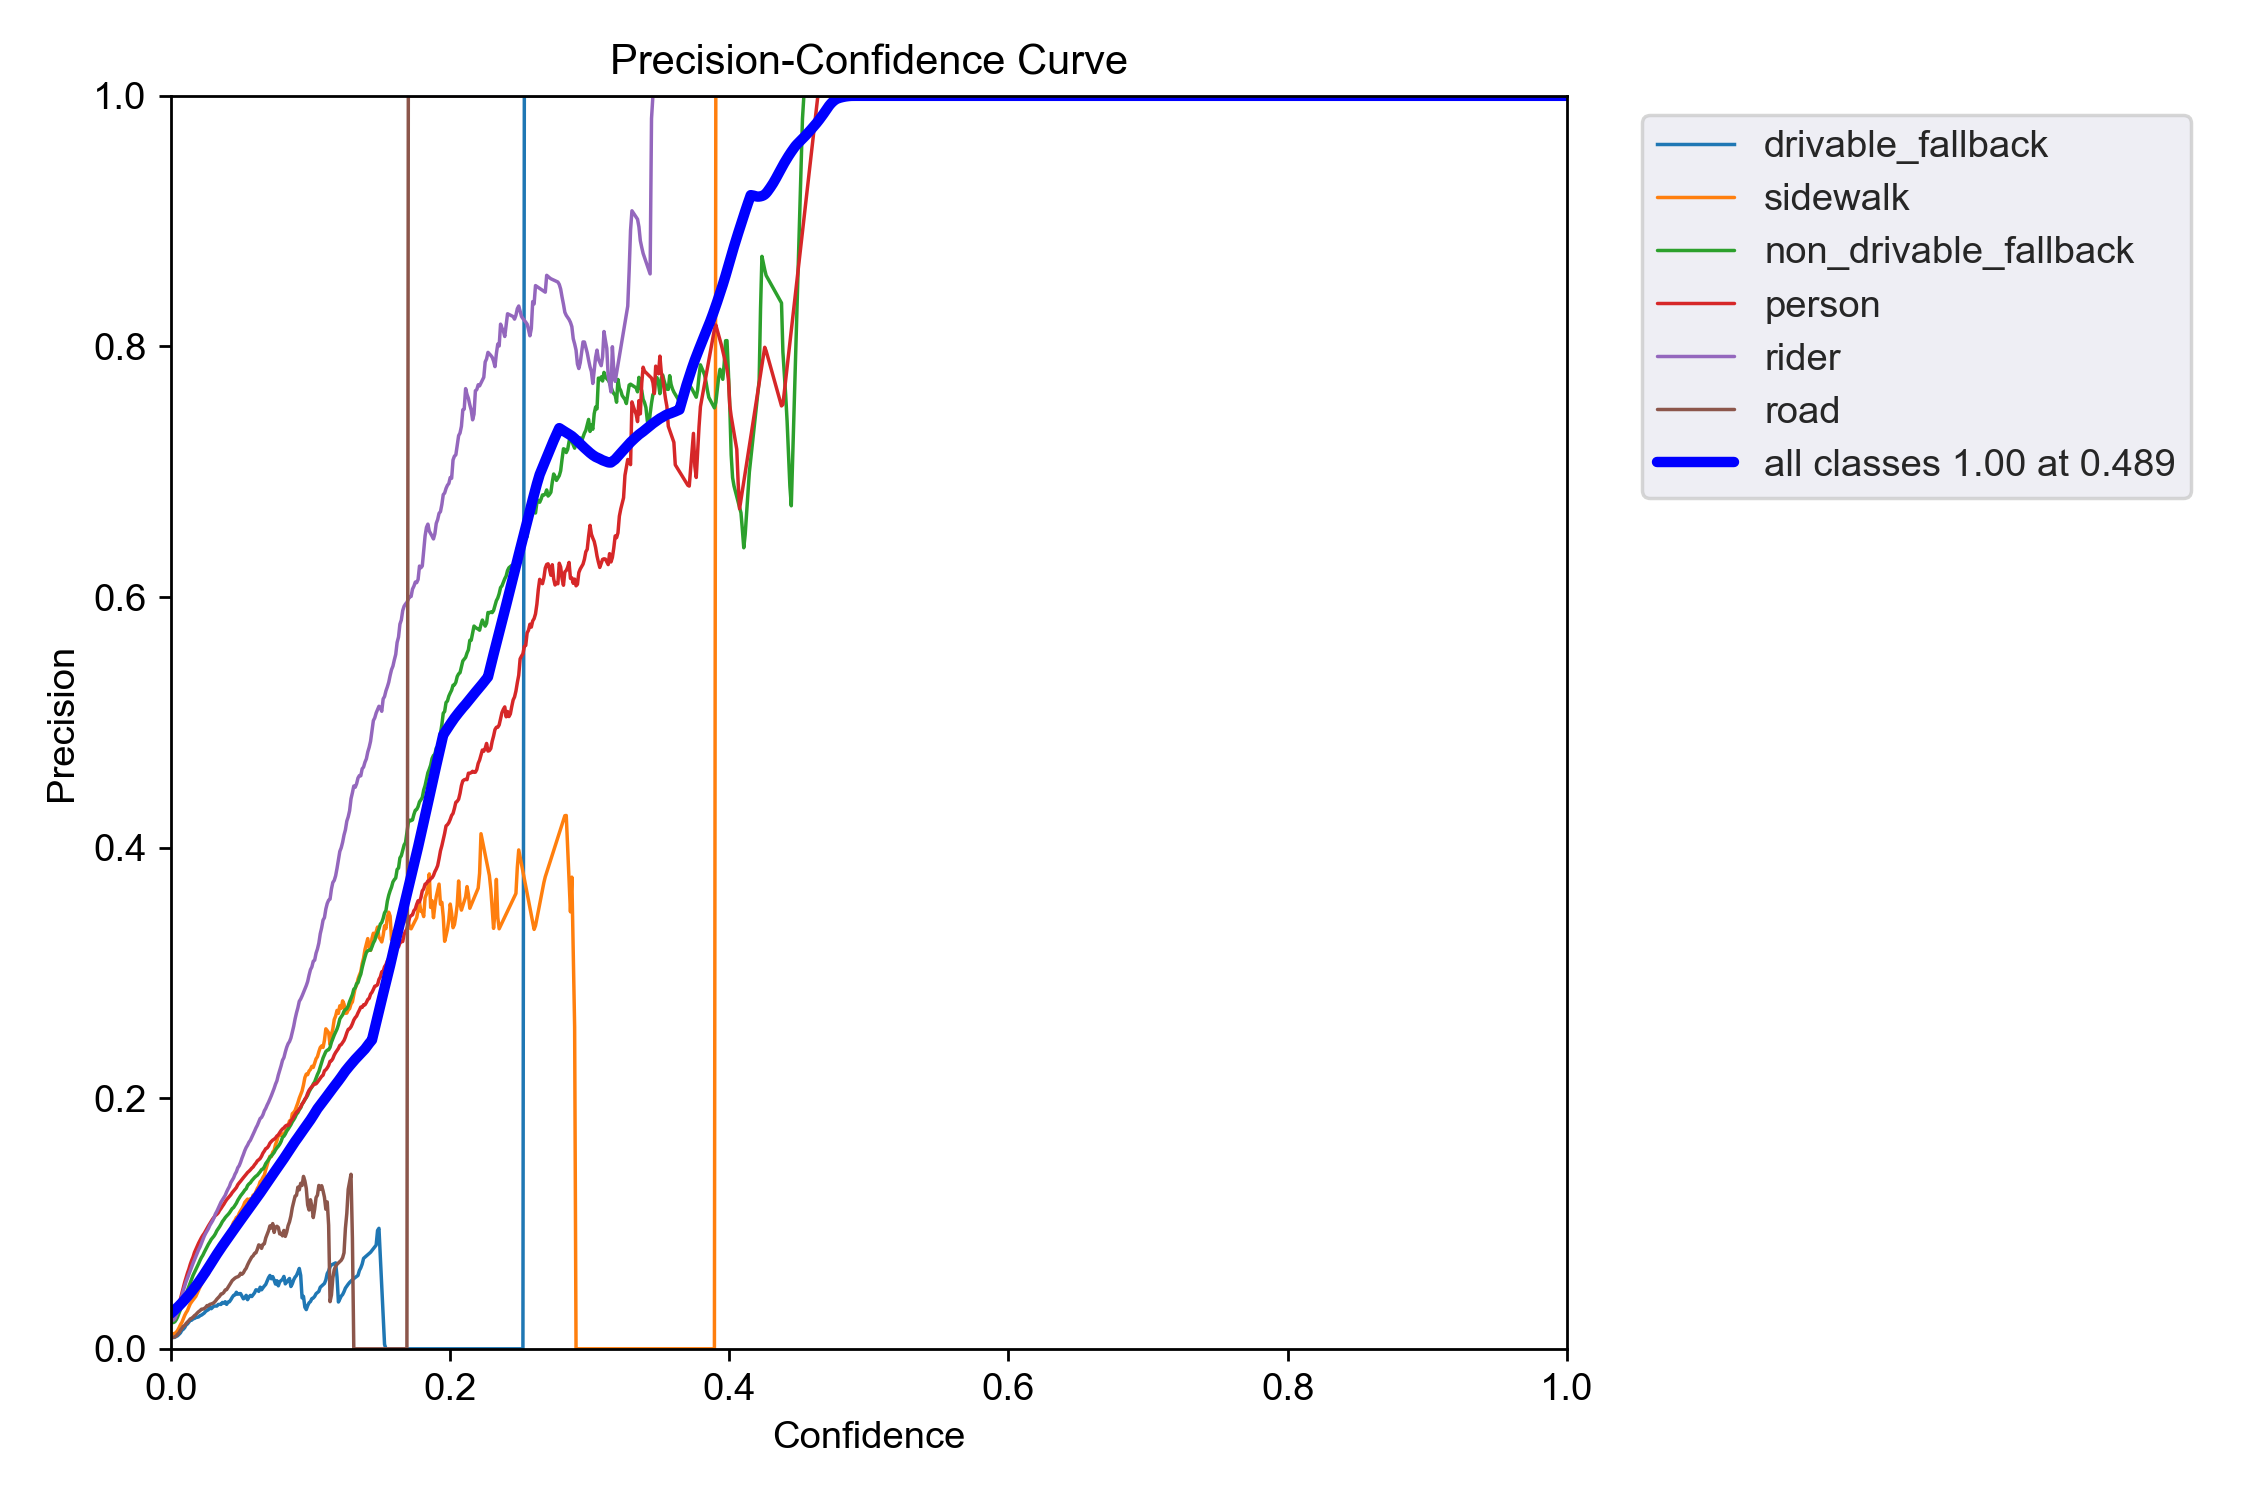 Precision-Confidence Curve
1.0
0.8
0.6
0.4
0.2
0.0
Precision
0.0 0.2 0.4 0.6 0.8 1.0
Confidence
drivable_fallback
sidewalk
non_drivable_fallback
person
rider
road
all classes 1.00 at 0.489